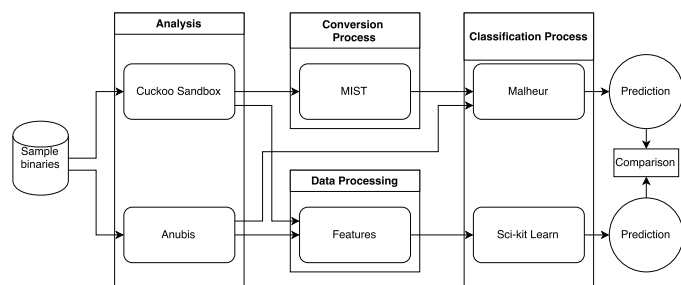 Analysis
Conversion
Process
Classification Process
Cuckoo Sandbox
MIST
Malheur
Prediction
Sample
binaries
Comparison
Data Processing
Anubis
Features
Sci-kit Learn
Prediction